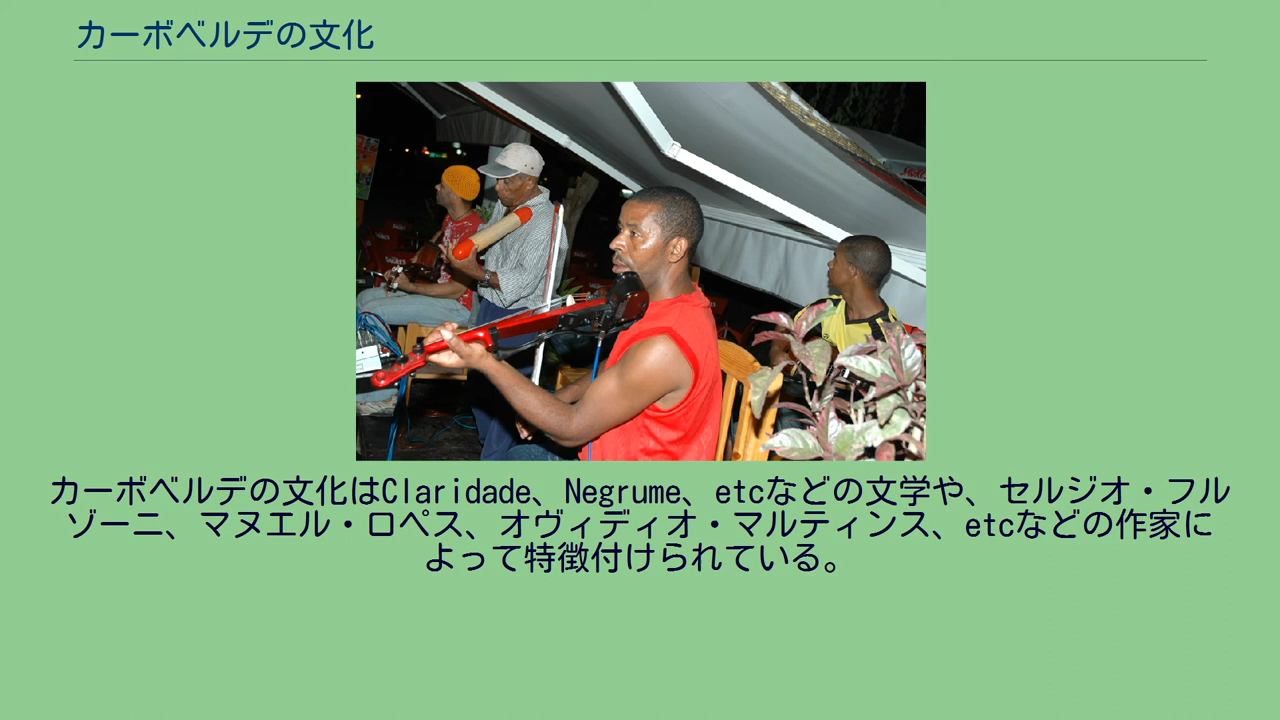 カーボベルデの文化
カーボベルデの文化はClaridade、Negrume、etcなどの文学や、セルジオ・フル
ゾーニ、マヌエル・ロペス、オヴィディオ・マルティンス、etcなどの作家に
よって特徴付けられている。